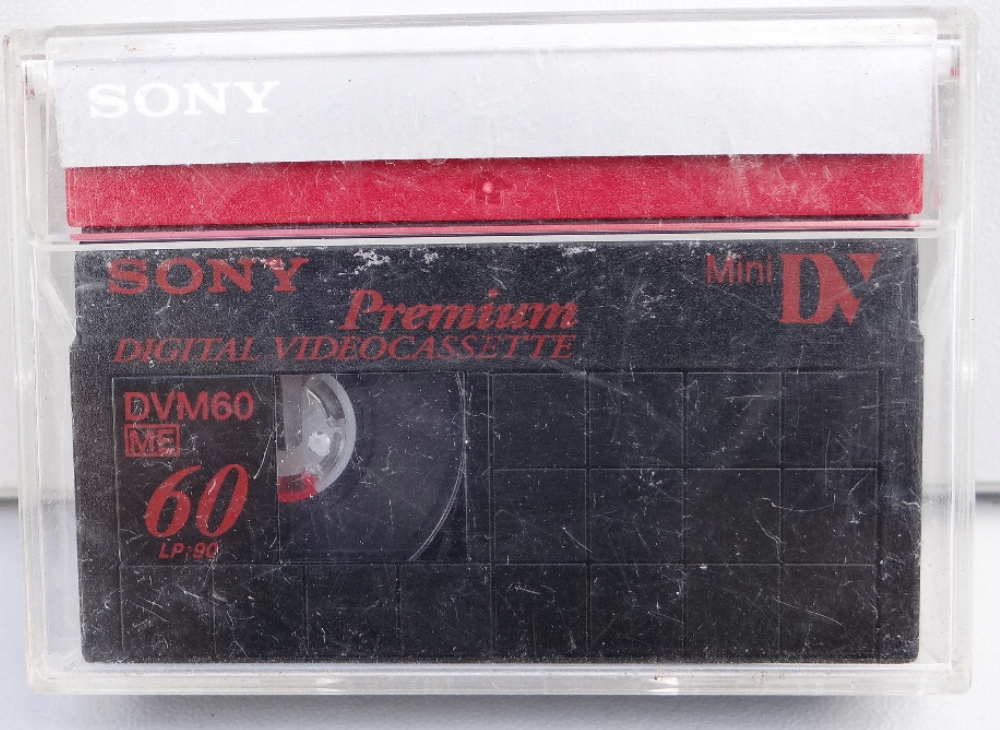 SONY
SONY
Mini DV
Premium
DIGITAL VIDEOCASSETTE
DVM60
ME
60
LP:90